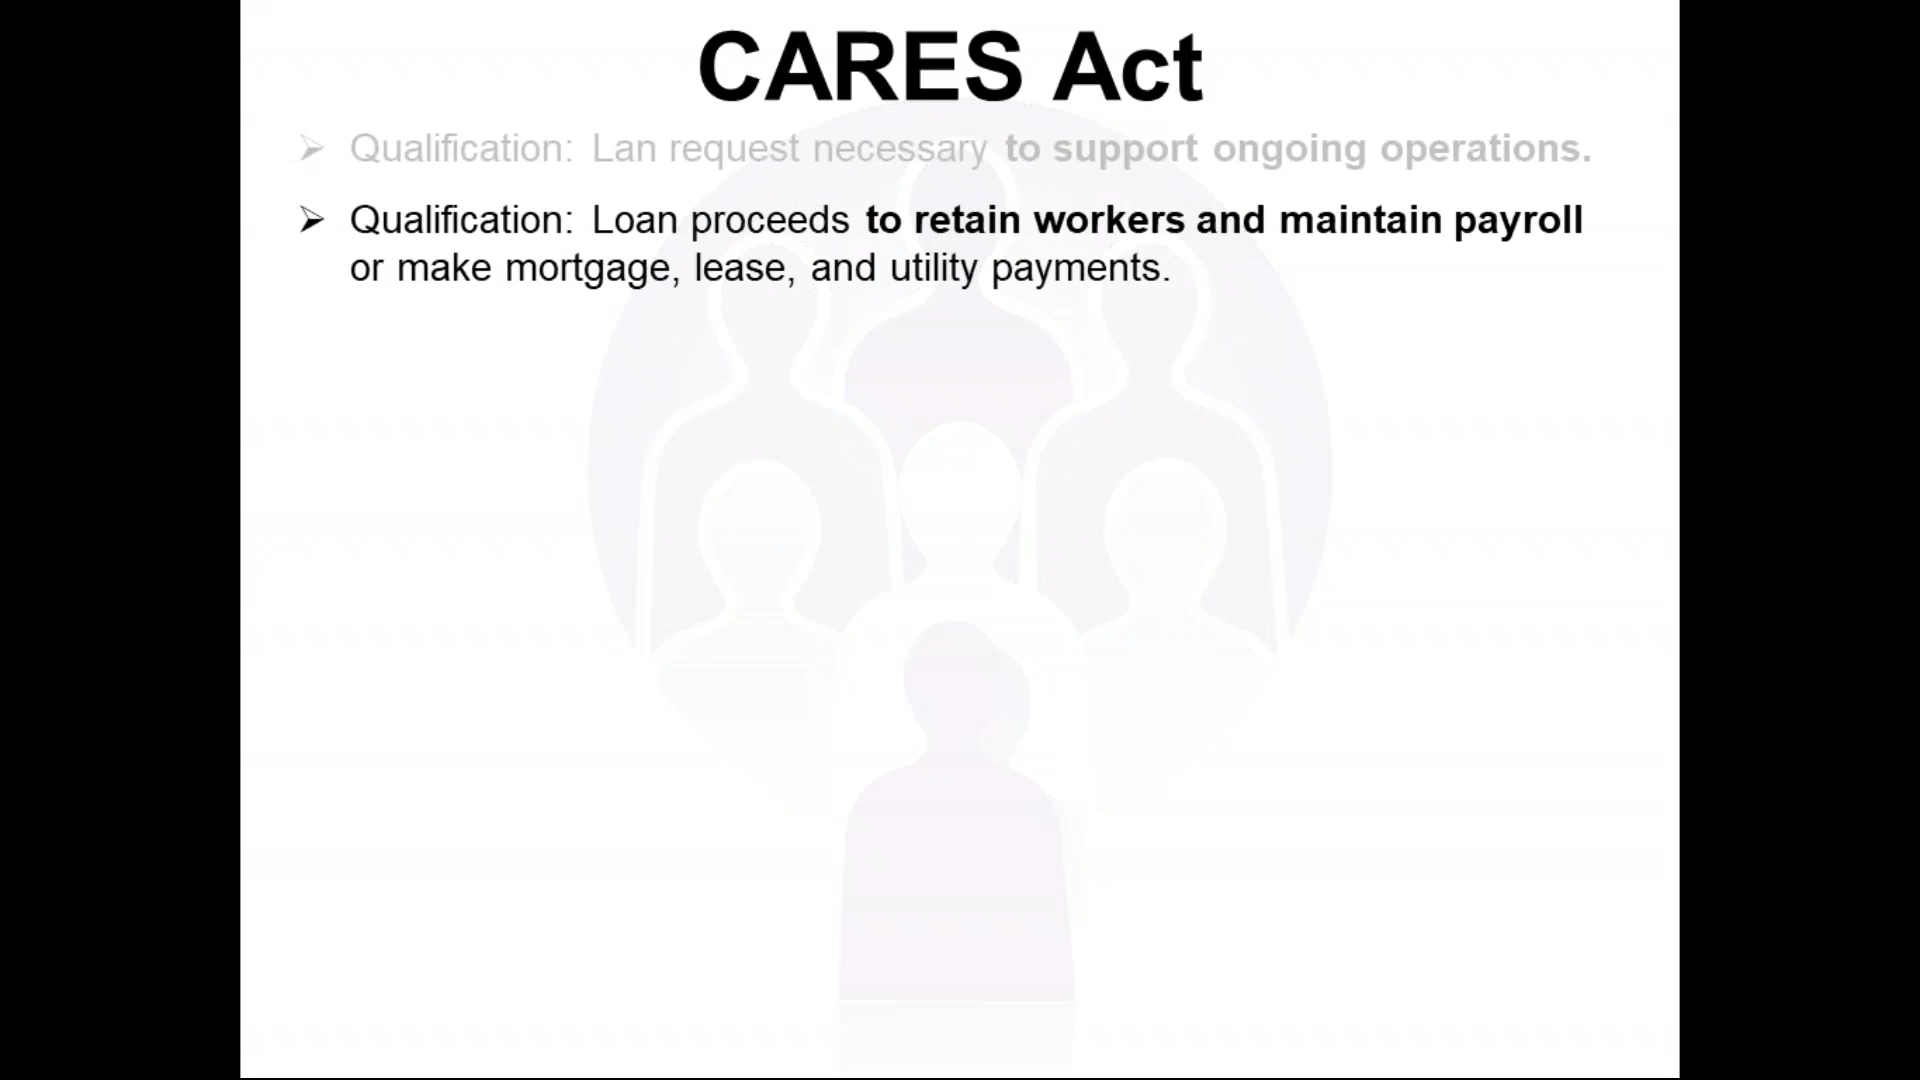 CARES Act
➢ Qualification: Lan request necessary to support ongoing operations.
➢ Qualification: Loan proceeds to retain workers and maintain payroll
or make mortgage, lease, and utility payments.